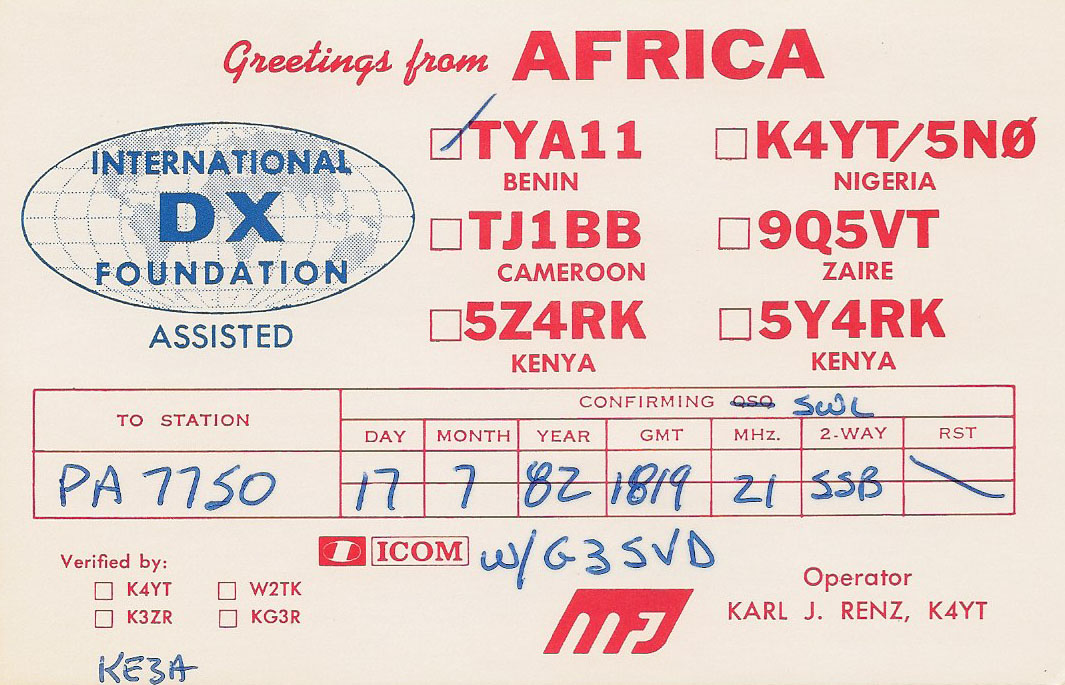 Greetings from AFRICA
INTERNATIONAL
DX
FOUNDATION
ASSISTED
TYA11
BENIN
K4YT/5NØ
NIGERIA
TJ1BB
CAMEROON
9Q5VT
ZAIRE
5Z4RK
KENYA
5Y4RK
KENYA
TO STATION
CONFIRMING QSO SWL
DAY MONTH YEAR GMT MHz. 2-WAY RST
PA 7750 17 7 82 1819 21 SSB \
ICOM W/G3SVD
Verified by:
K4YT W2TK
K3ZR KG3R
KE3A
MFJ
Operator
KARL J. RENZ, K4YT